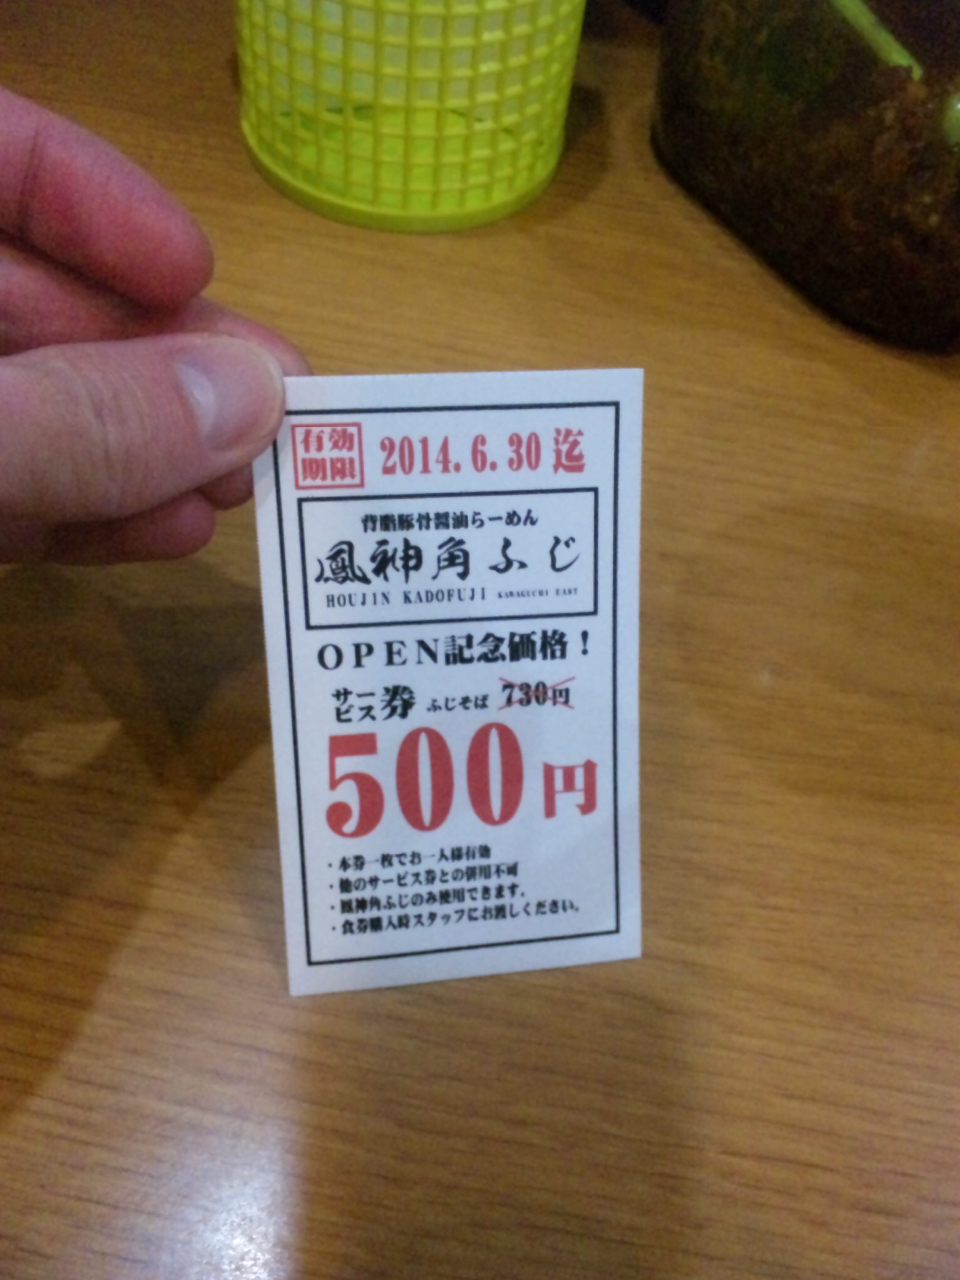 有効期限 2014.6.30 迄
背脂豚骨醤油らーめん
鳳神角ふじ
HOUJIN KADOFUJI KAWAGUCHI EAST
OPEN記念価格！
サービス券 ふじそば 730円
500円
・本券一枚でお一人様有効
・他のサービス券との併用不可
・鳳神角ふじのみ使用できます。
・食券購入時スタッフにお渡しください。